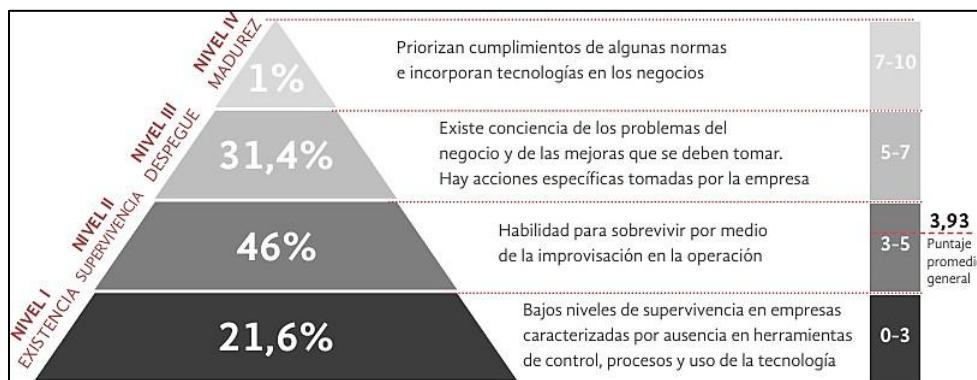 NIVEL IV
MADUREZ
1%
Priorizan cumplimientos de algunas normas
e incorporan tecnologías en los negocios
7-10
NIVEL III
DESPEGUE
31,4%
Existe conciencia de los problemas del
negocio y de las mejoras que se deben tomar.
Hay acciones específicas tomadas por la empresa
5-7
NIVEL II
SUPERVIVENCIA
46%
Habilidad para sobrevivir por medio
de la improvisación en la operación
3-5
3,93
Puntaje
promedi
general
NIVEL I
EXISTENCIA
21,6%
Bajos niveles de supervivencia en empresas
caracterizadas por ausencia en herramientas
de control, procesos y uso de la tecnología
0-3